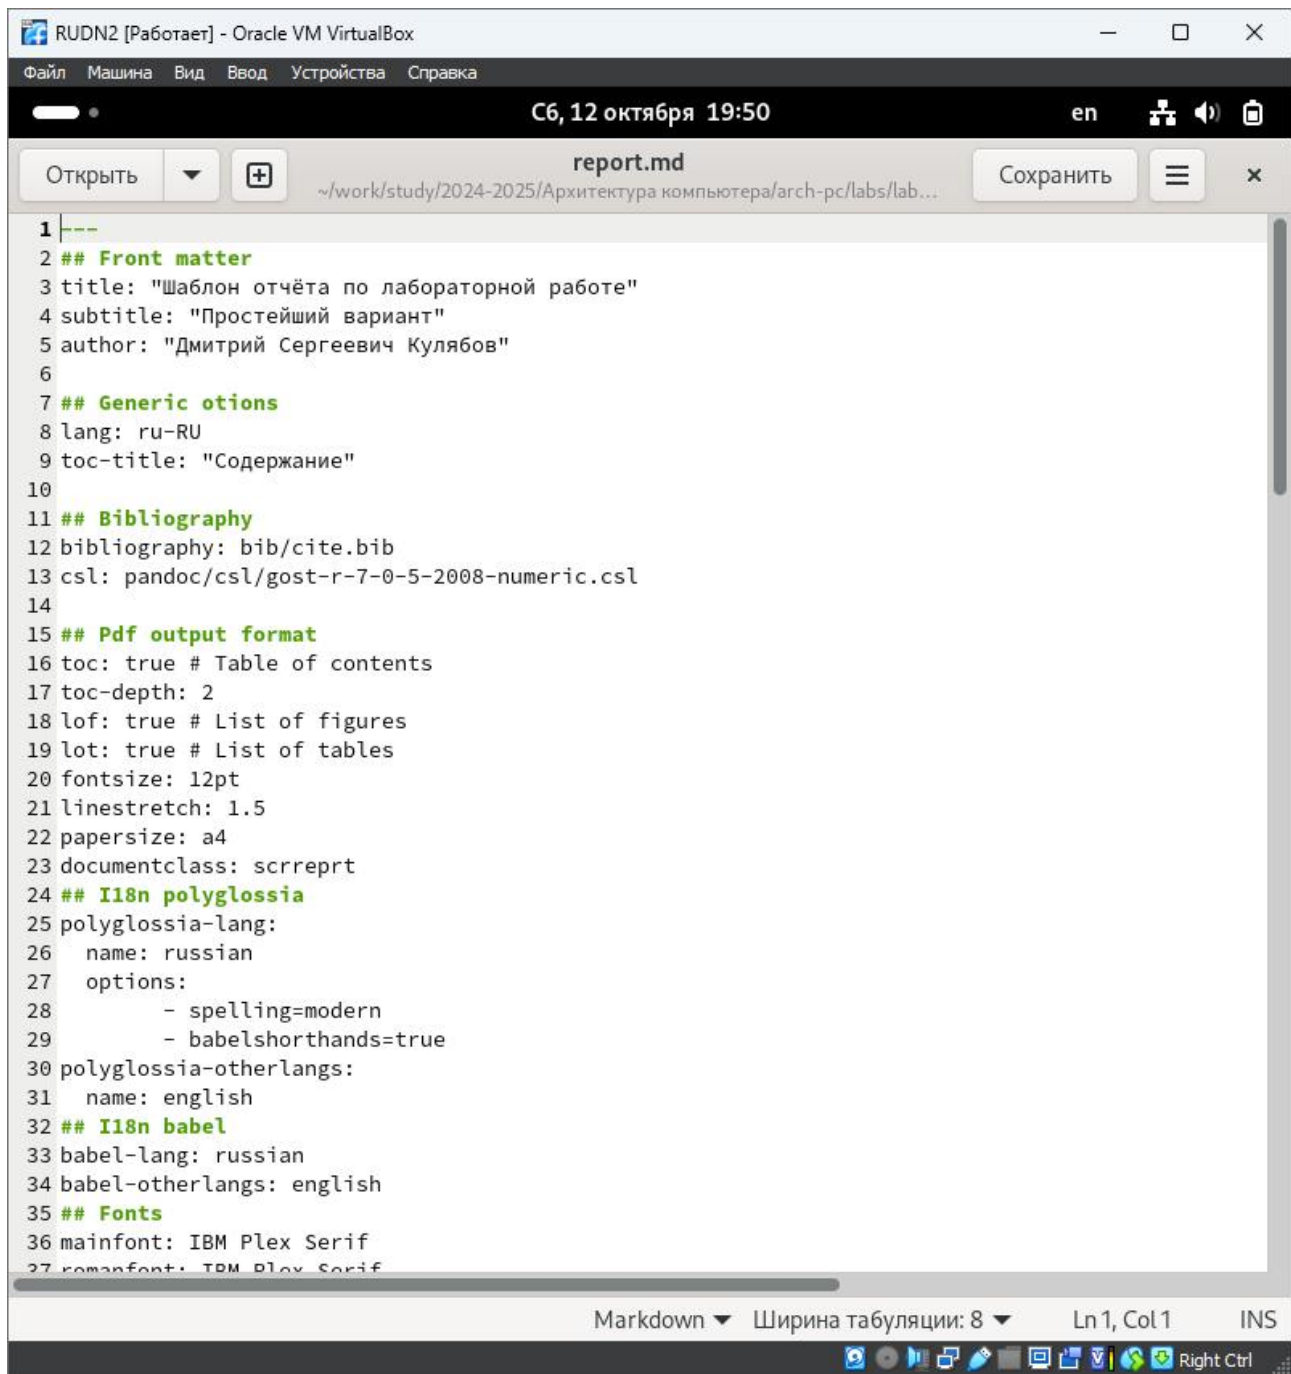 RUDN2 [Работает] - Oracle VM VirtualBox
Файл Машина Вид Ввод Устройства Справка
Сб, 12 октября 19:50 en
Открыть report.md Сохранить
~/work/study/2024-2025/Архитектура компьютера/arch-pc/labs/lab...
1 ---
2 ## Front matter
3 title: "Шаблон отчёта по лабораторной работе"
4 subtitle: "Простейший вариант"
5 author: "Дмитрий Сергеевич Кулябов"
6
7 ## Generic otions
8 lang: ru-RU
9 toc-title: "Содержание"
10
11 ## Bibliography
12 bibliography: bib/cite.bib
13 csl: pandoc/csl/gost-r-7-0-5-2008-numeric.csl
14
15 ## Pdf output format
16 toc: true # Table of contents
17 toc-depth: 2
18 lof: true # List of figures
19 lot: true # List of tables
20 fontsize: 12pt
21 linestretch: 1.5
22 papersize: a4
23 documentclass: scrreprt
24 ## I18n polyglossia
25 polyglossia-lang:
26   name: russian
27   options:
28         - spelling=modern
29         - babelshorthands=true
30 polyglossia-otherlangs:
31   name: english
32 ## I18n babel
33 babel-lang: russian
34 babel-otherlangs: english
35 ## Fonts
36 mainfont: IBM Plex Serif
37 romanfont: IBM Plex Serif
Markdown Ширина табуляции: 8 Ln 1, Col 1 INS
Right Ctrl